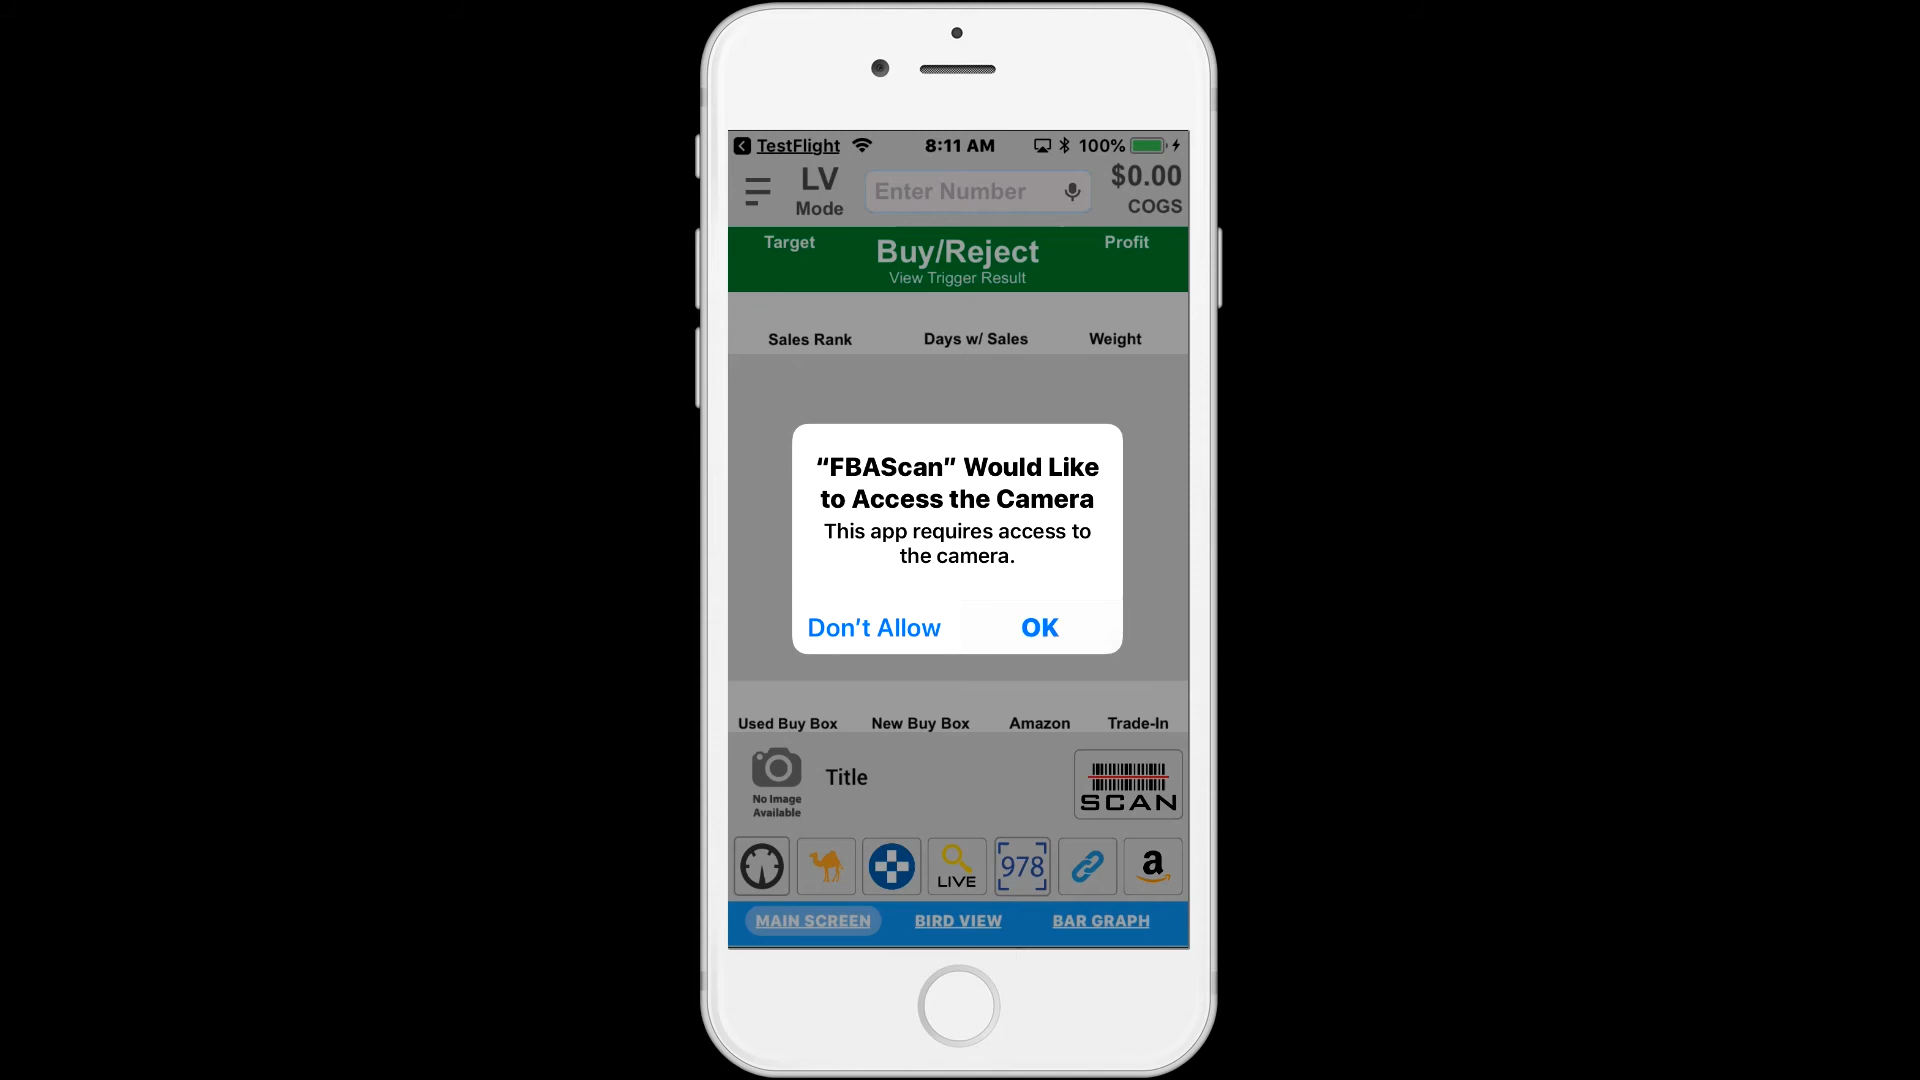 TestFlight 8:11 AM 100%
LV Enter Number $0.00
Mode COGS
Target Buy/Reject Profit
View Trigger Result
Sales Rank Days w/ Sales Weight
“FBAScan” Would Like
to Access the Camera
This app requires access to
the camera.
Don’t Allow OK
Used Buy Box New Buy Box Amazon Trade-In
Title
No Image
Available
SCAN
LIVE 978 a
MAIN SCREEN BIRD VIEW BAR GRAPH